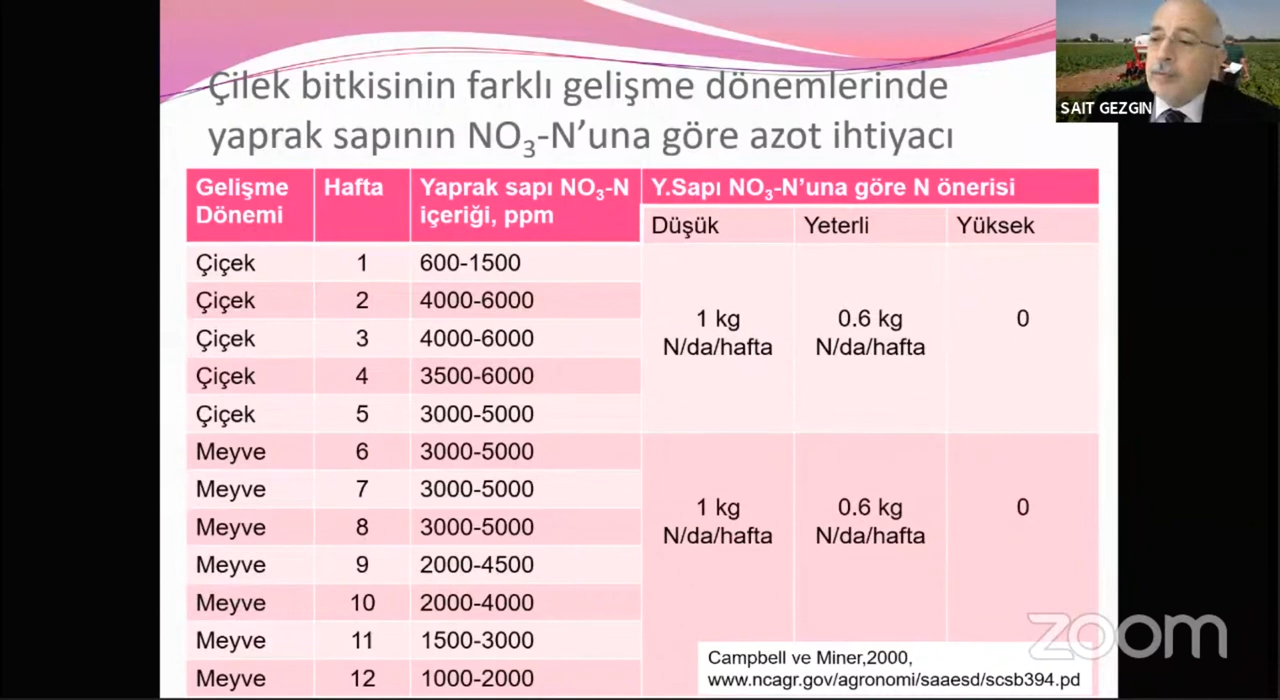 Çilek bitkisinin farklı gelişme dönemlerinde
yaprak sapının NO₃-N’una göre azot ihtiyacı
SAIT GEZGIN
Gelişme Dönemi Hafta Yaprak sapı NO₃-N içeriği, ppm Y.Sapı NO₃-N’una göre N önerisi
Düşük Yeterli Yüksek
Çiçek 1 600-1500
Çiçek 2 4000-6000
Çiçek 3 4000-6000
1 kg N/da/hafta 0.6 kg N/da/hafta 0
Çiçek 4 3500-6000
Çiçek 5 3000-5000
Meyve 6 3000-5000
Meyve 7 3000-5000
Meyve 8 3000-5000
1 kg N/da/hafta 0.6 kg N/da/hafta 0
Meyve 9 2000-4500
Meyve 10 2000-4000
Meyve 11 1500-3000
Meyve 12 1000-2000
Campbell ve Miner,2000,
www.ncagr.gov/agronomi/saaesd/scsb394.pd
zoom